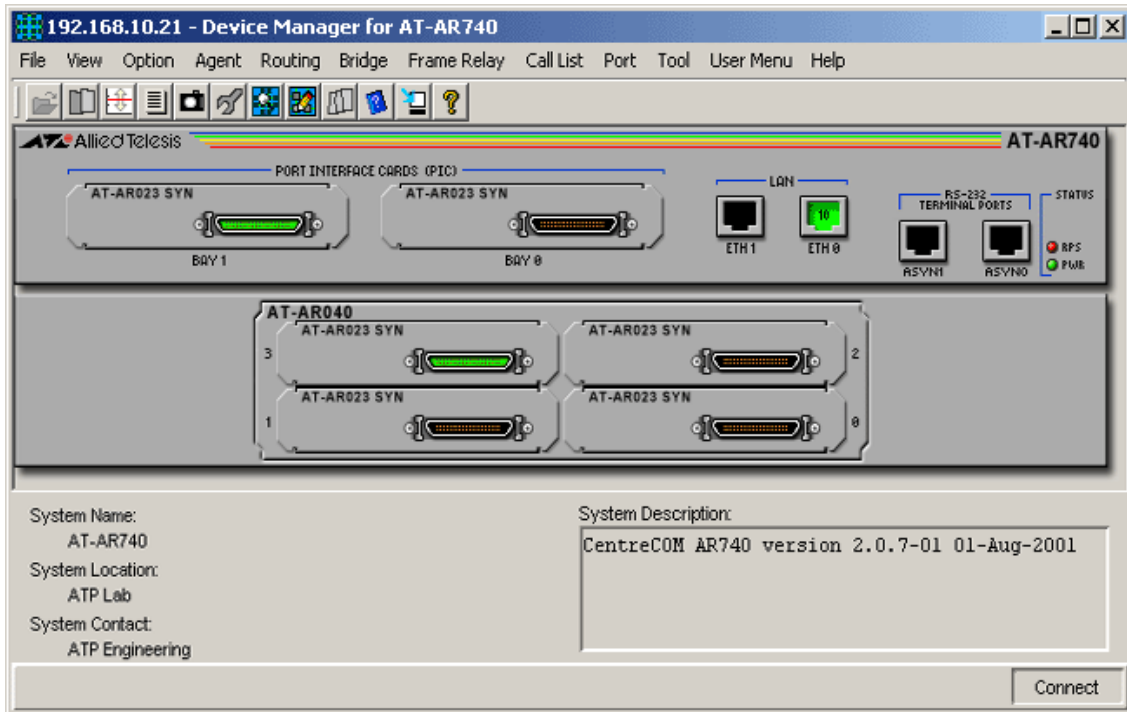 192.168.10.21 - Device Manager for AT-AR740
File View Option Agent Routing Bridge Frame Relay Call List Port Tool User Menu Help
Allied Telesis
AT-AR740
PORT INTERFACE CARDS (PIC)
LAN
RS-232
TERMINAL PORTS
STATUS
AT-AR023 SYN
AT-AR023 SYN
10
BAY 1
BAY 0
ETH 1
ETH 0
ASYN1
ASYN0
RPS
PWR
AT-AR040
AT-AR023 SYN
AT-AR023 SYN
3
2
AT-AR023 SYN
AT-AR023 SYN
1
0
System Name:
AT-AR740
System Location:
ATP Lab
System Contact:
ATP Engineering
System Description:
CentreCOM AR740 version 2.0.7-01 01-Aug-2001
Connect